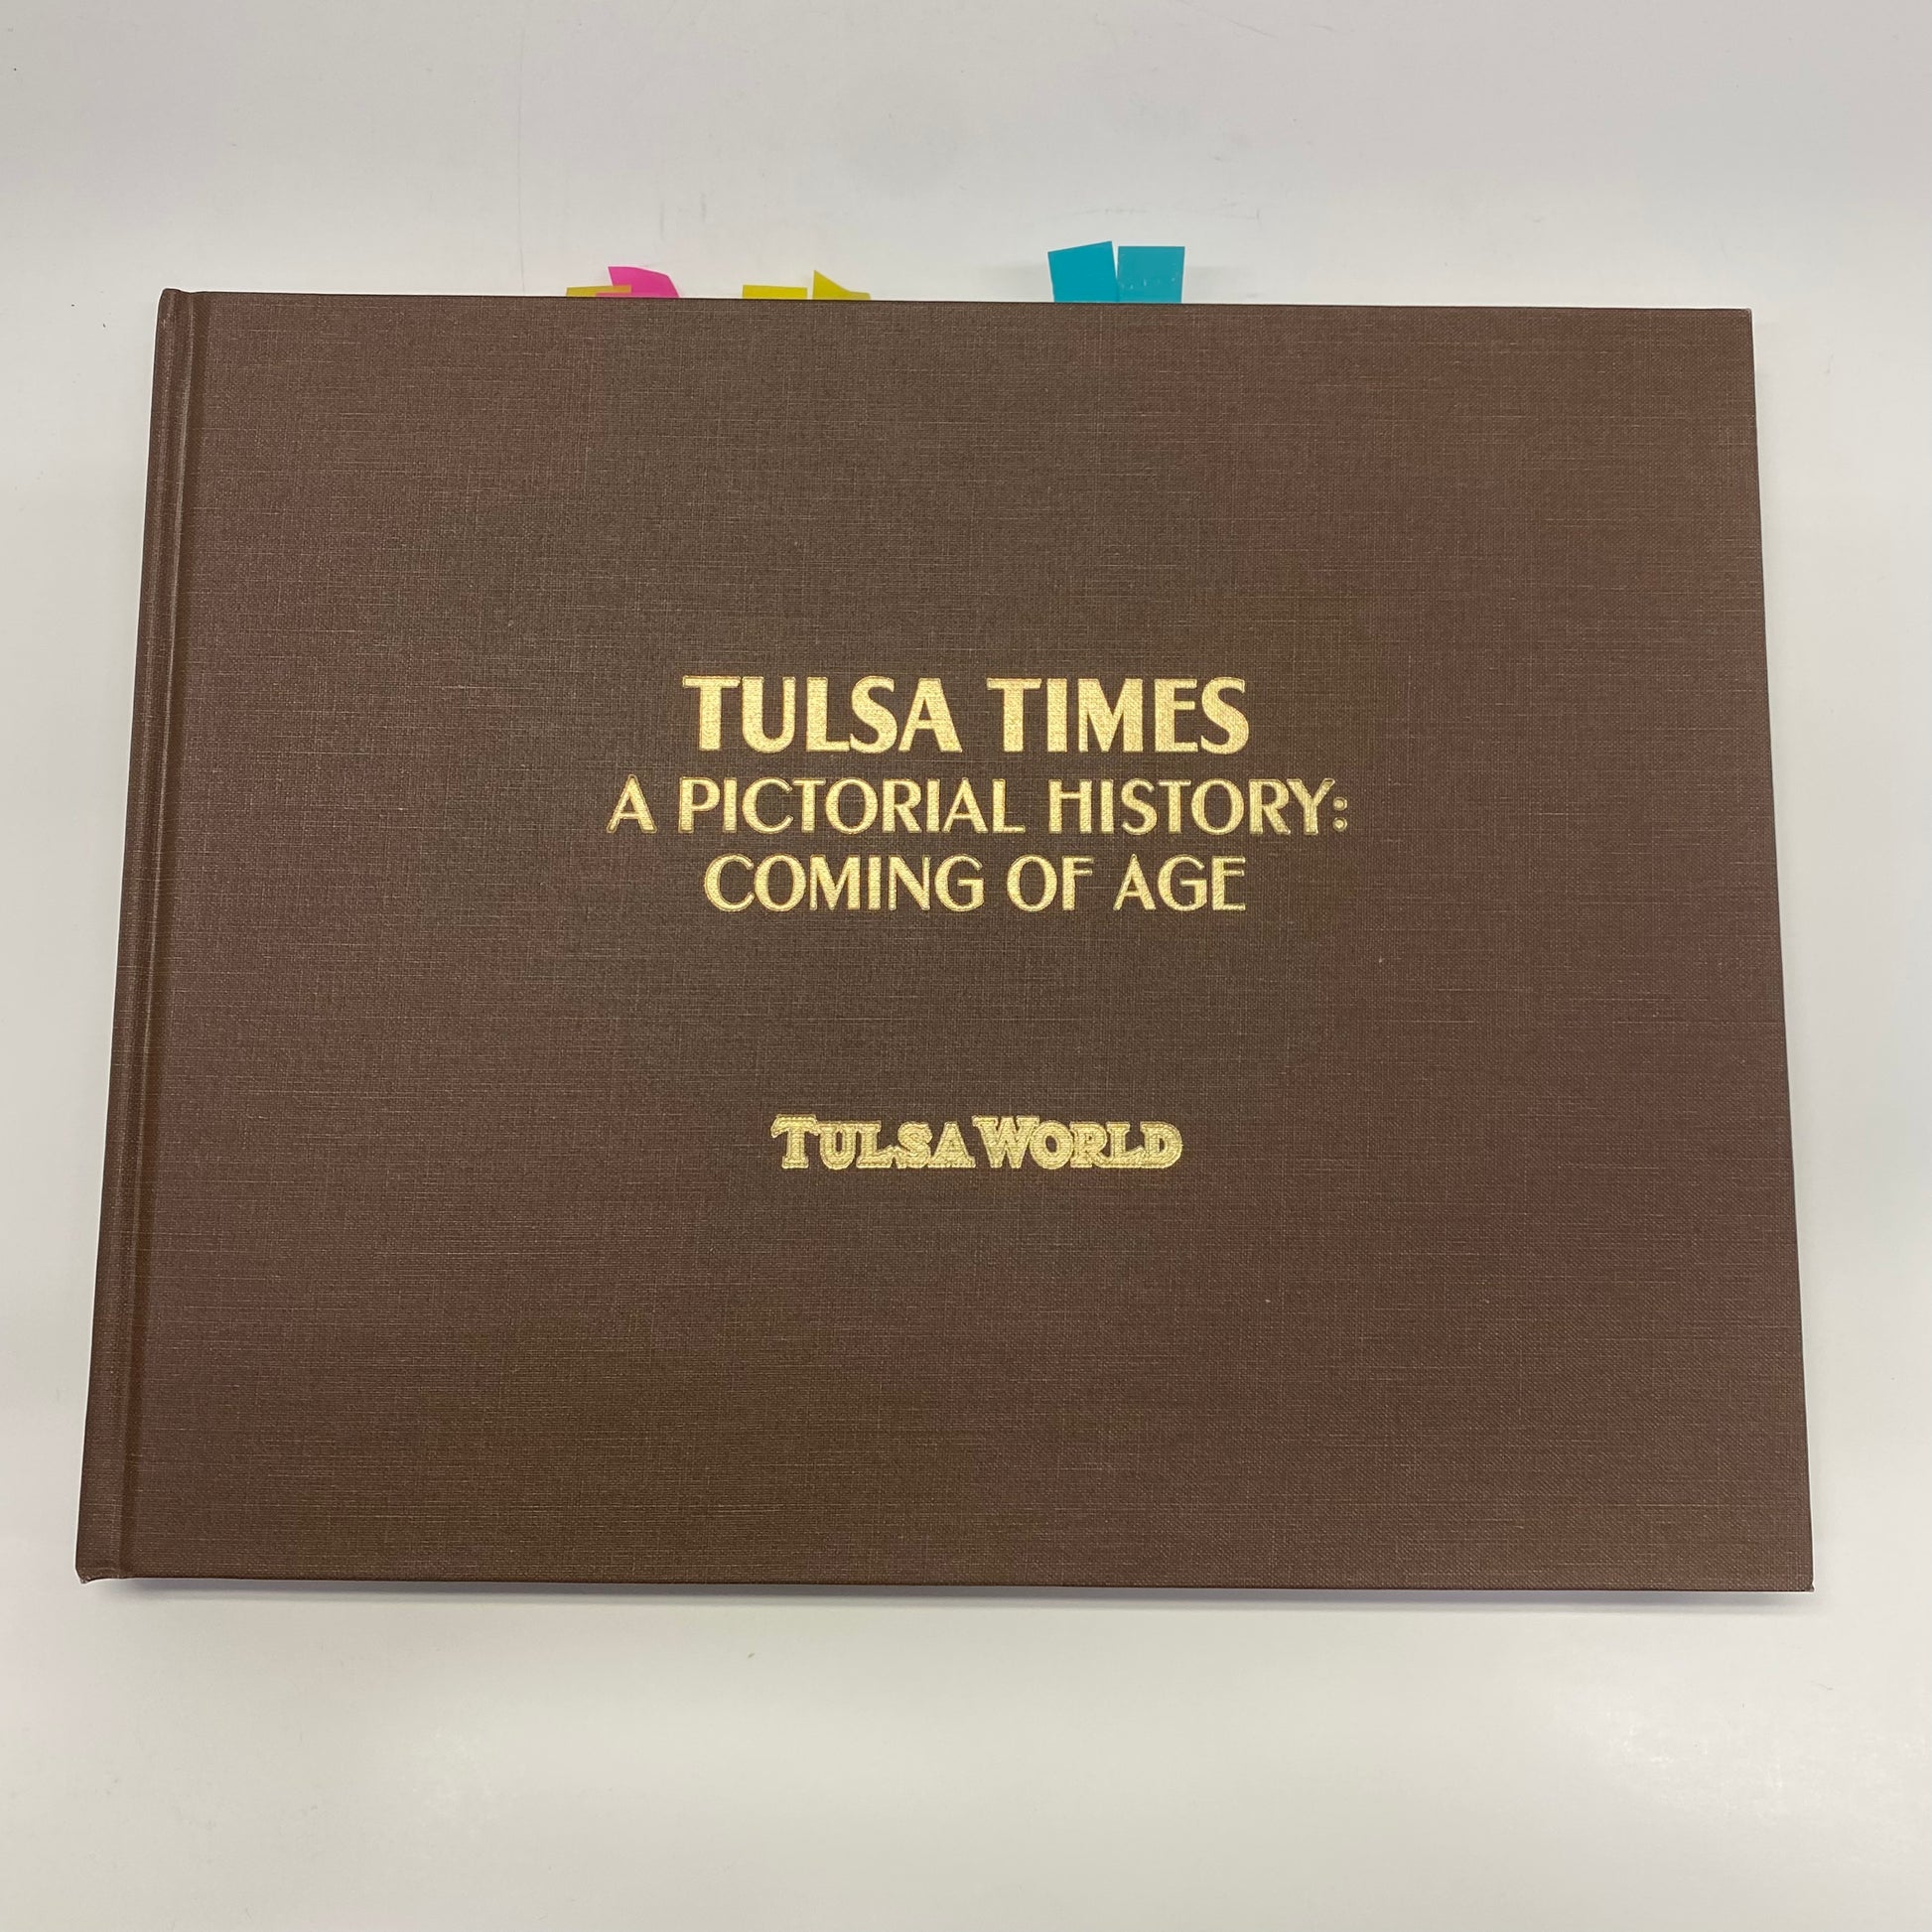 TULSA TIMES
A PICTORIAL HISTORY:
COMING OF AGE
TULSA WORLD